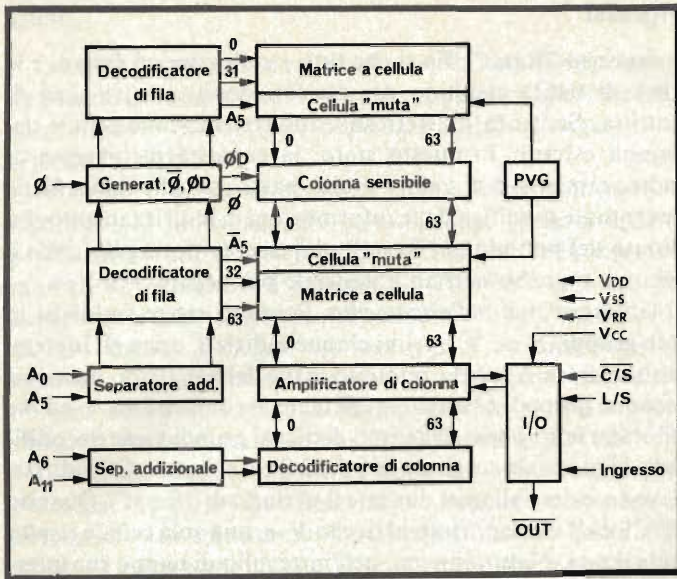 0
Decodificatore
di fila
31
Matrice a cellula
A5
Cellula "muta"
0
63
ØD
Ø
Generat. Ø̅, ØD
Colonna sensibile
PVG
Ø
0
63
A̅5
Cellula "muta"
Decodificatore
di fila
32
Matrice a cellula
63
VDD
VSS
VRR
VCC
0
63
A0
A5
Separatore add.
Amplificatore di colonna
C/S
L/S
I/O
0
63
A6
A11
Sep. addizionale
Decodificatore di colonna
Ingresso
OUT